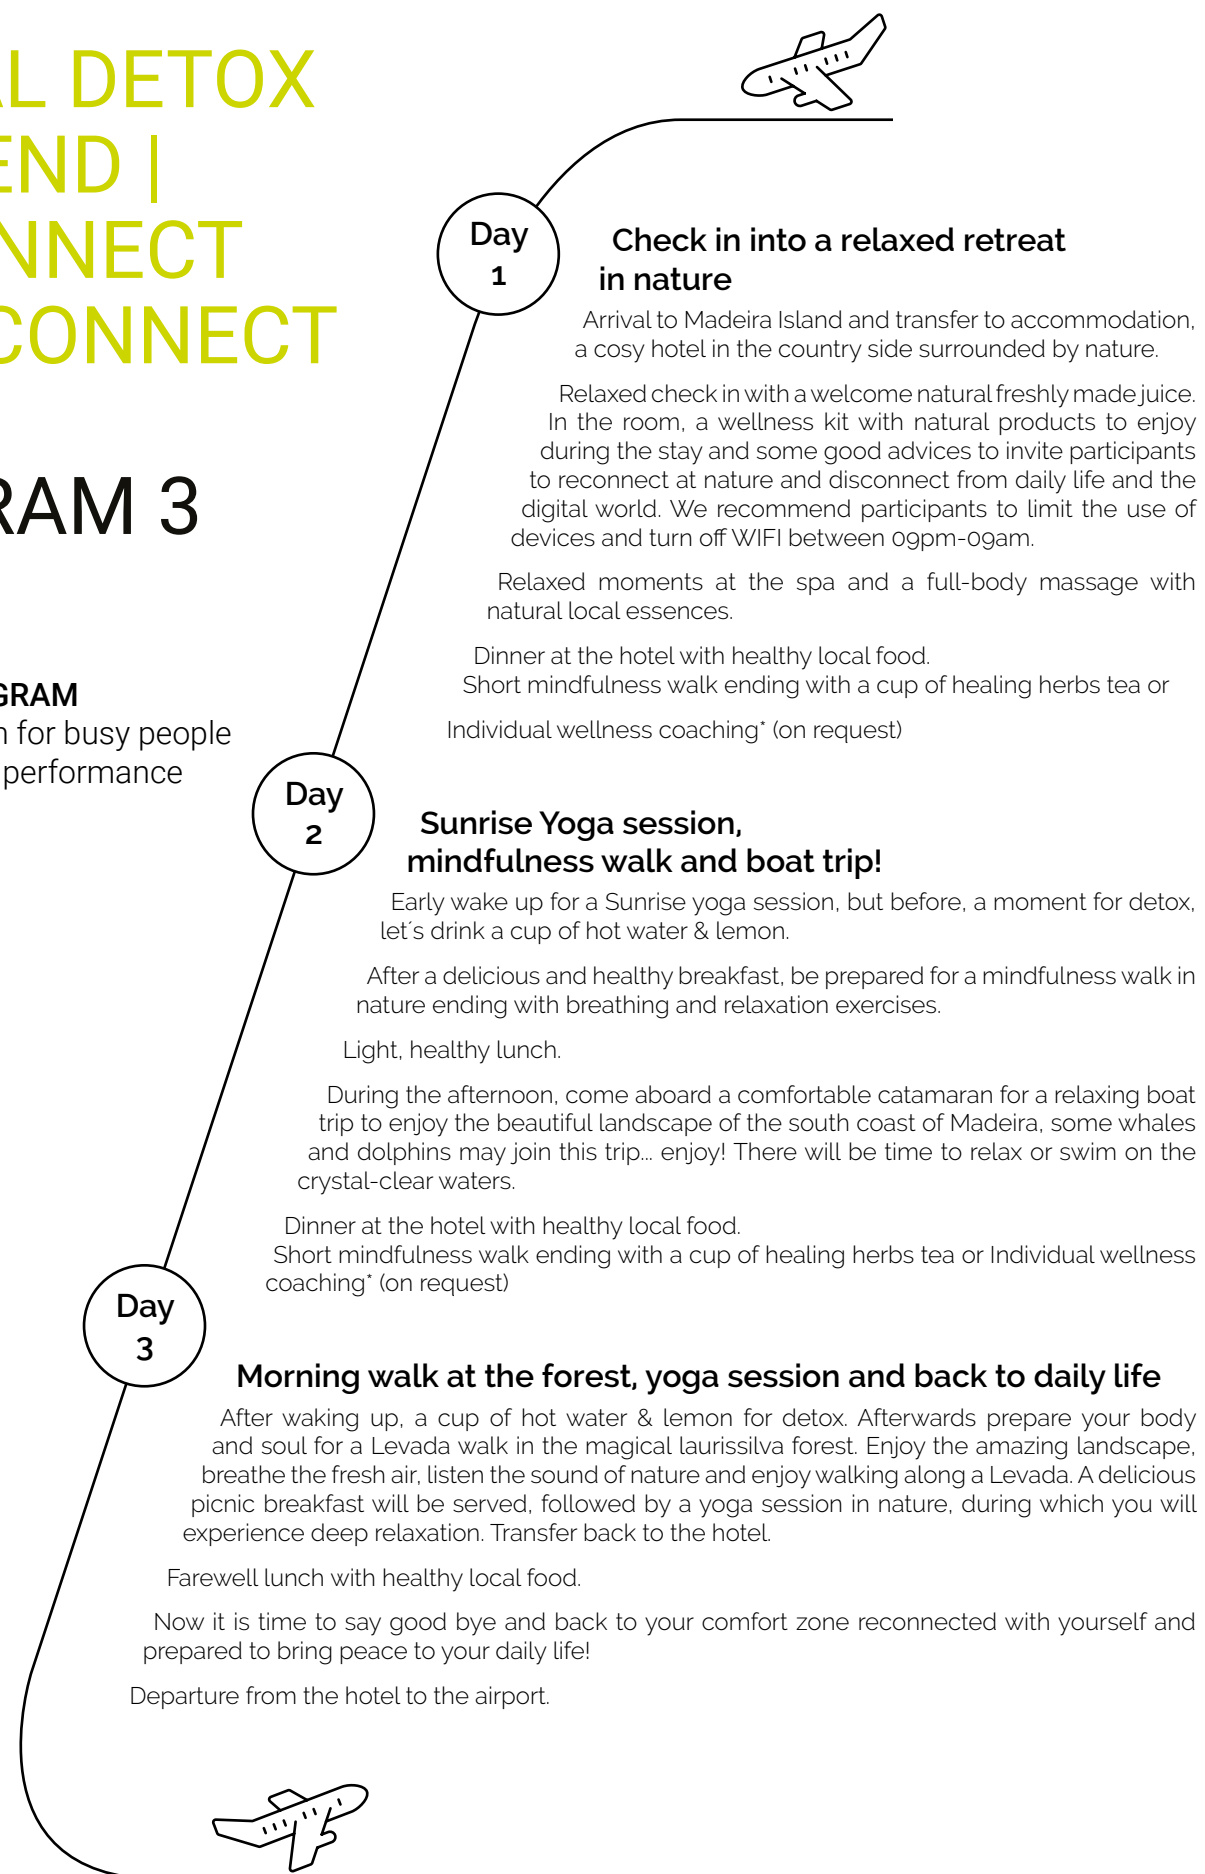 AL DETOX
END |
NNECT
CONNECT
RAM 3
GRAM
n for busy people
performance
Day
1
Check in into a relaxed retreat
in nature
Arrival to Madeira Island and transfer to accommodation,
a cosy hotel in the country side surrounded by nature.
Relaxed check in with a welcome natural freshly made juice.
In the room, a wellness kit with natural products to enjoy
during the stay and some good advices to invite participants
to reconnect at nature and disconnect from daily life and the
digital world. We recommend participants to limit the use of
devices and turn off WIFI between 09pm-09am.
Relaxed moments at the spa and a full-body massage with
natural local essences.
Dinner at the hotel with healthy local food.
Short mindfulness walk ending with a cup of healing herbs tea or
Individual wellness coaching* (on request)
Day
2
Sunrise Yoga session,
mindfulness walk and boat trip!
Early wake up for a Sunrise yoga session, but before, a moment for detox,
let´s drink a cup of hot water & lemon.
After a delicious and healthy breakfast, be prepared for a mindfulness walk in
nature ending with breathing and relaxation exercises.
Light, healthy lunch.
During the afternoon, come aboard a comfortable catamaran for a relaxing boat
trip to enjoy the beautiful landscape of the south coast of Madeira, some whales
and dolphins may join this trip... enjoy! There will be time to relax or swim on the
crystal-clear waters.
Dinner at the hotel with healthy local food.
Short mindfulness walk ending with a cup of healing herbs tea or Individual wellness
coaching* (on request)
Day
3
Morning walk at the forest, yoga session and back to daily life
After waking up, a cup of hot water & lemon for detox. Afterwards prepare your body
and soul for a Levada walk in the magical laurissilva forest. Enjoy the amazing landscape,
breathe the fresh air, listen the sound of nature and enjoy walking along a Levada. A delicious
picnic breakfast will be served, followed by a yoga session in nature, during which you will
experience deep relaxation. Transfer back to the hotel.
Farewell lunch with healthy local food.
Now it is time to say good bye and back to your comfort zone reconnected with yourself and
prepared to bring peace to your daily life!
Departure from the hotel to the airport.